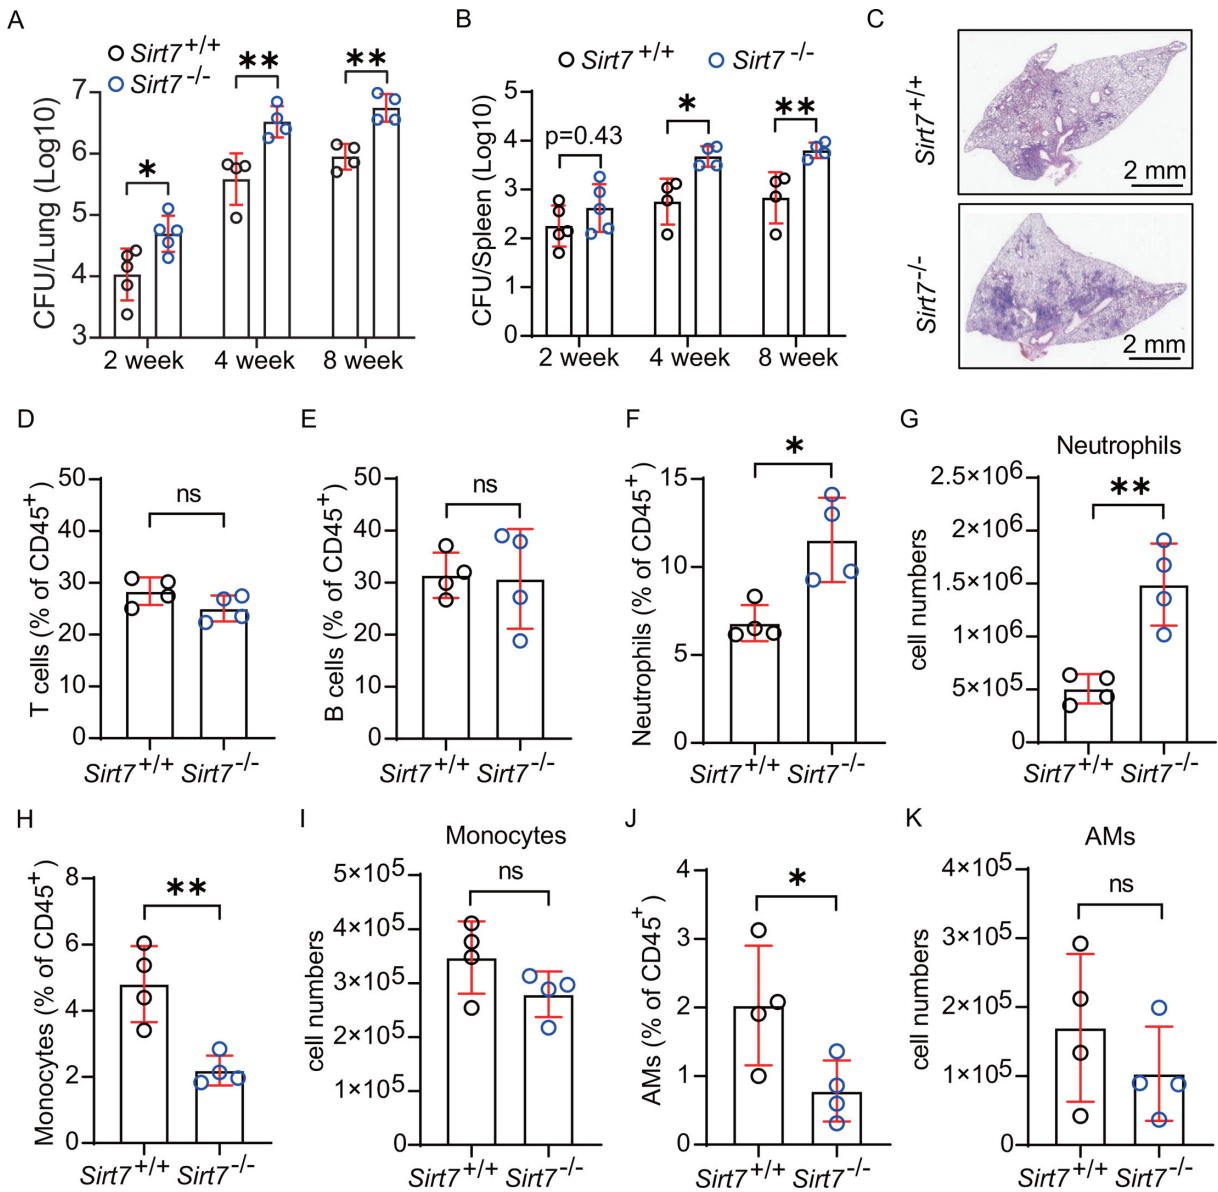 A
Sirt7+/+
Sirt7-/-
CFU/Lung (Log10)
7
6
5
4
3
*
**
**
2 week
4 week
8 week
B
Sirt7+/+
Sirt7-/-
CFU/Spleen (Log10)
5
4
3
2
1
0
p=0.43
*
**
2 week
4 week
8 week
C
Sirt7+/+
2 mm
Sirt7-/-
2 mm
D
T cells (% of CD45+)
50
40
30
20
10
0
ns
Sirt7+/+
Sirt7-/-
E
B cells (% of CD45+)
50
40
30
20
10
0
ns
Sirt7+/+
Sirt7-/-
F
Neutrophils (% of CD45+)
15
10
5
0
*
Sirt7+/+
Sirt7-/-
G
Neutrophils
cell numbers
2.5×10⁶
2×10⁶
1.5×10⁶
1×10⁶
5×10⁵
0
**
Sirt7+/+
Sirt7-/-
H
Monocytes (% of CD45+)
8
6
4
2
0
**
Sirt7+/+
Sirt7-/-
I
Monocytes
cell numbers
5×10⁵
4×10⁵
3×10⁵
2×10⁵
1×10⁵
0
ns
Sirt7+/+
Sirt7-/-
J
AMs (% of CD45+)
4
3
2
1
0
*
Sirt7+/+
Sirt7-/-
K
AMs
cell numbers
4×10⁵
3×10⁵
2×10⁵
1×10⁵
0
ns
Sirt7+/+
Sirt7-/-